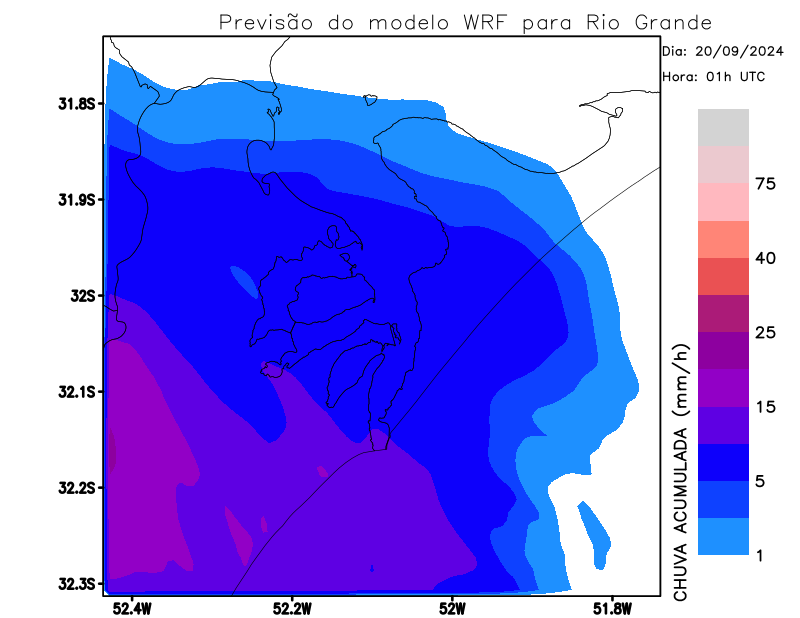 Previsão do modelo WRF para Rio Grande
Dia: 20/09/2024
Hora: 01h UTC
31.8S
31.9S
32S
32.1S
32.2S
32.3S
52.4W
52.2W
52W
51.8W
75
40
25
15
5
1
CHUVA ACUMULADA (mm/h)